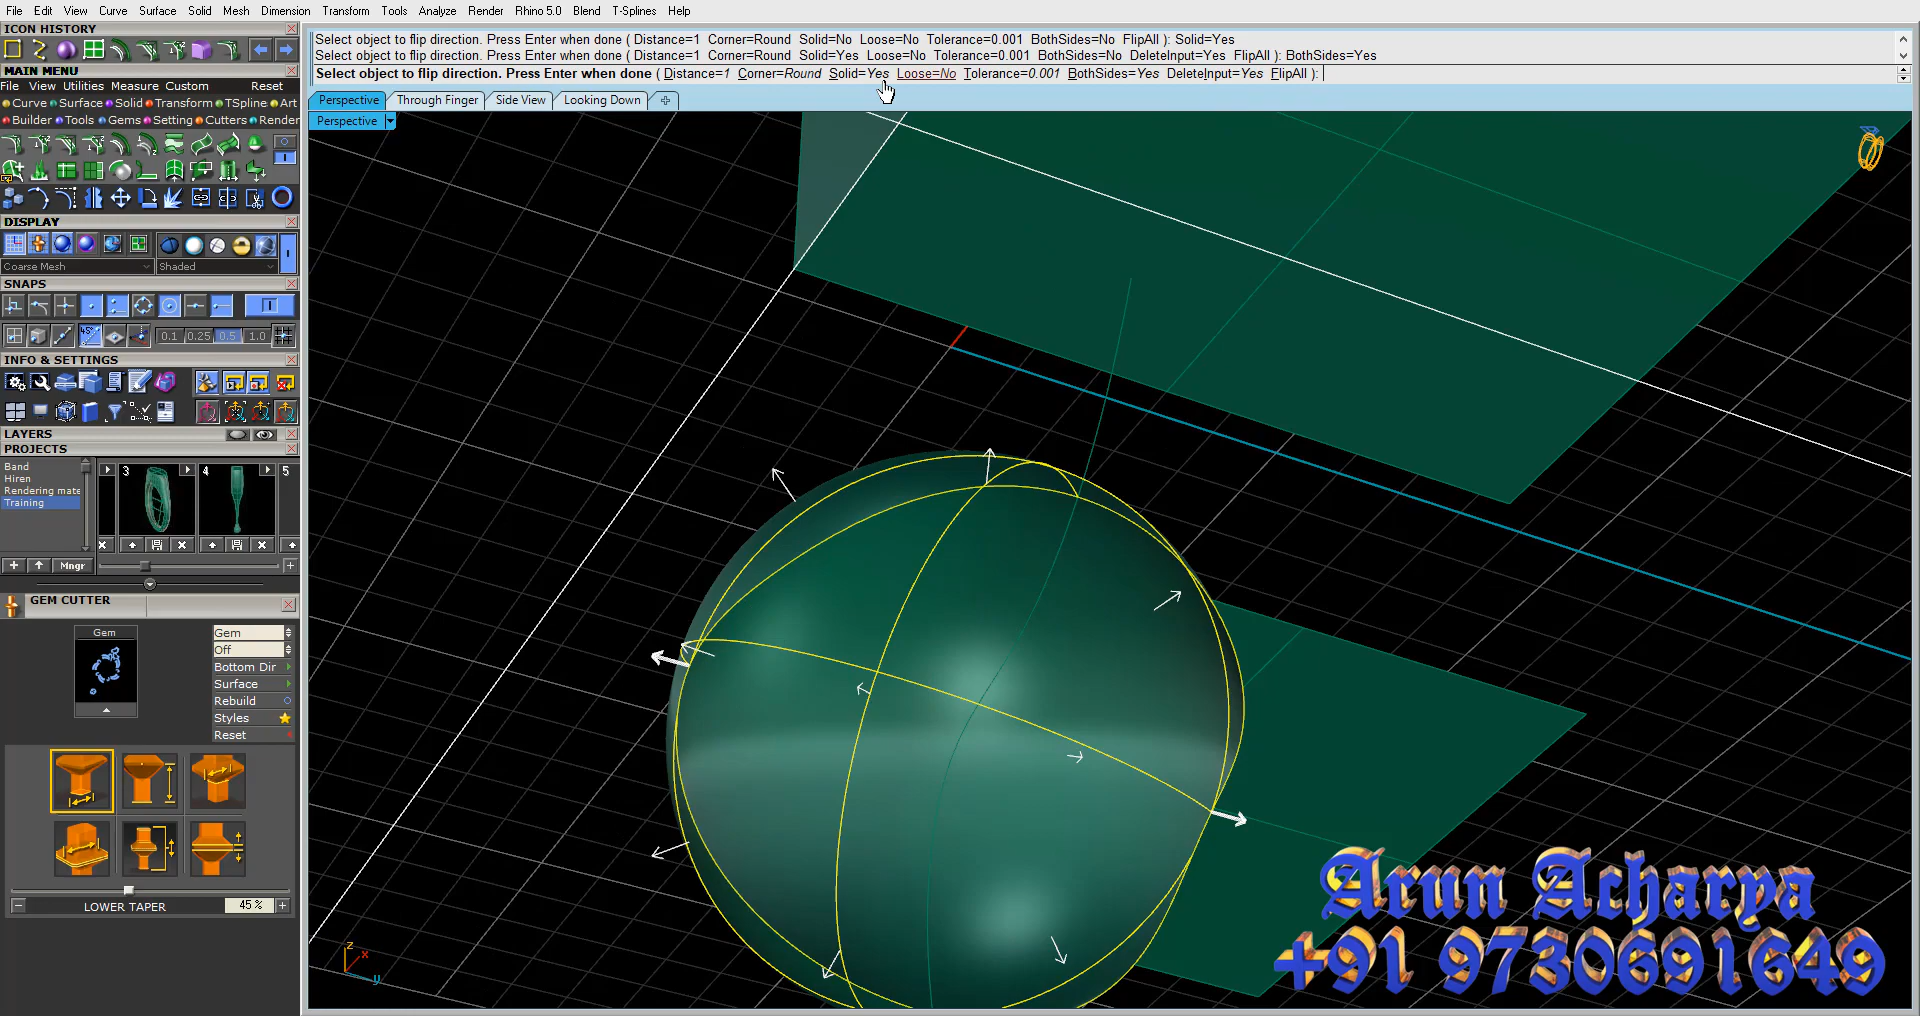 File Edit View Curve Surface Solid Mesh Dimension Transform Tools Analyze Render Rhino 5.0 Blend T-Splines Help
ICON HISTORY
Select object to flip direction. Press Enter when done ( Distance=1 Corner=Round Solid=No Loose=No Tolerance=0.001 BothSides=No FlipAll ): Solid=Yes
Select object to flip direction. Press Enter when done ( Distance=1 Corner=Round Solid=Yes Loose=No Tolerance=0.001 BothSides=No DeleteInput=Yes FlipAll ): BothSides=Yes
Select object to flip direction. Press Enter when done ( Distance=1 Corner=Round Solid=Yes Loose=No Tolerance=0.001 BothSides=Yes DeleteInput=Yes FlipAll ):
MAIN MENU
File View Utilities Measure Custom Reset
Curve Surface Solid Transform TSpline Art
Builder Tools Gems Setting Cutters Render
Perspective Through Finger Side View Looking Down
Perspective
DISPLAY
Coarse Mesh Shaded
SNAPS
45°
0.1 0.25 0.5 1.0
INFO & SETTINGS
LAYERS
PROJECTS
Band
Hiren
Rendering mate
Training
3 4 5
Mngr
GEM CUTTER
Gem
Gem
Off
Bottom Dir
Surface
Rebuild
Styles
Reset
LOWER TAPER 45 %
z
x
y
Arun Acharya
+91 9730691649